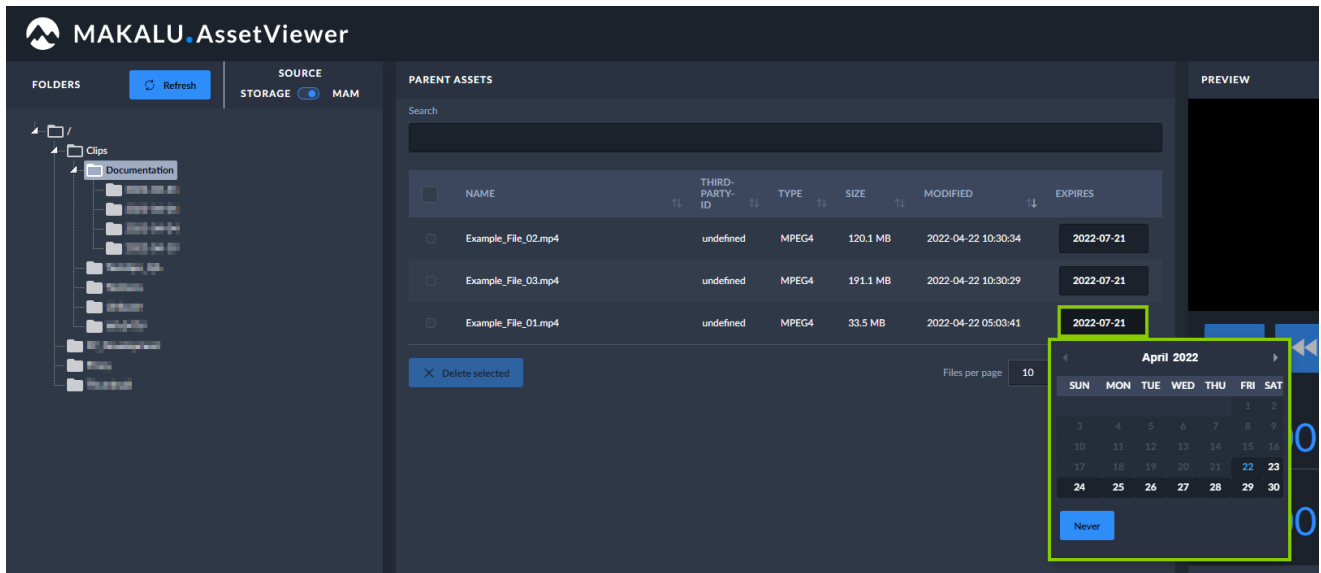 MAKALU.AssetViewer
FOLDERS
Refresh
SOURCE
STORAGE MAM
/
Clips
Documentation
PARENT ASSETS
Search
NAME THIRD-PARTY-ID TYPE SIZE MODIFIED EXPIRES
Example_File_02.mp4 undefined MPEG4 120.1 MB 2022-04-22 10:30:34 2022-07-21
Example_File_03.mp4 undefined MPEG4 191.1 MB 2022-04-22 10:30:29 2022-07-21
Example_File_01.mp4 undefined MPEG4 33.5 MB 2022-04-22 05:03:41 2022-07-21
Delete selected
Files per page 10
April 2022
SUN MON TUE WED THU FRI SAT
1 2
3 4 5 6 7 8 9
10 11 12 13 14 15 16
17 18 19 20 21 22 23
24 25 26 27 28 29 30
Never
PREVIEW